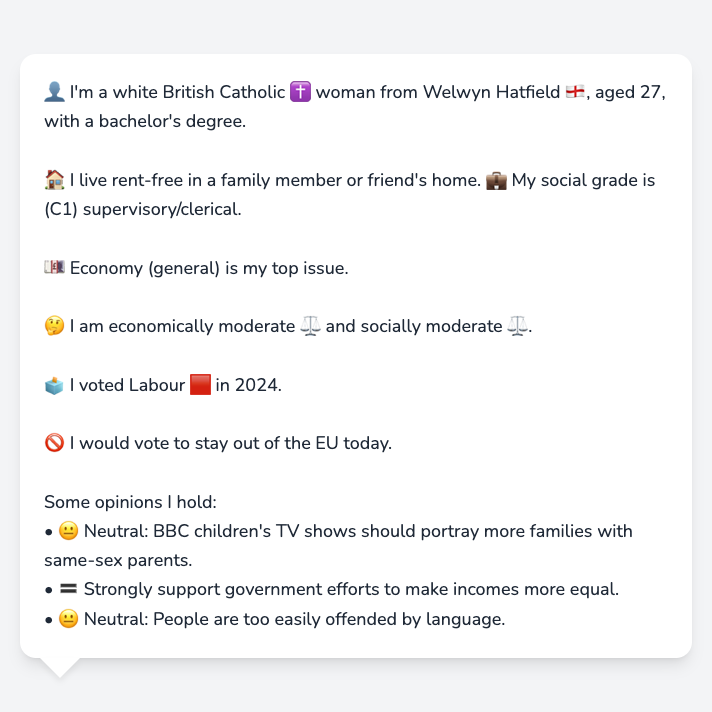 👤 I'm a white British Catholic ✝️ woman from Welwyn Hatfield 🏴󠁧󠁢󠁥󠁮󠁧󠁿, aged 27,
with a bachelor's degree.
🏠 I live rent-free in a family member or friend's home. 💼 My social grade is
(C1) supervisory/clerical.
💷 Economy (general) is my top issue.
🤔 I am economically moderate ⚖️ and socially moderate ⚖️.
🗳️ I voted Labour 🟥 in 2024.
🚫 I would vote to stay out of the EU today.
Some opinions I hold:
• 😐 Neutral: BBC children's TV shows should portray more families with
same-sex parents.
• 🟰 Strongly support government efforts to make incomes more equal.
• 😐 Neutral: People are too easily offended by language.